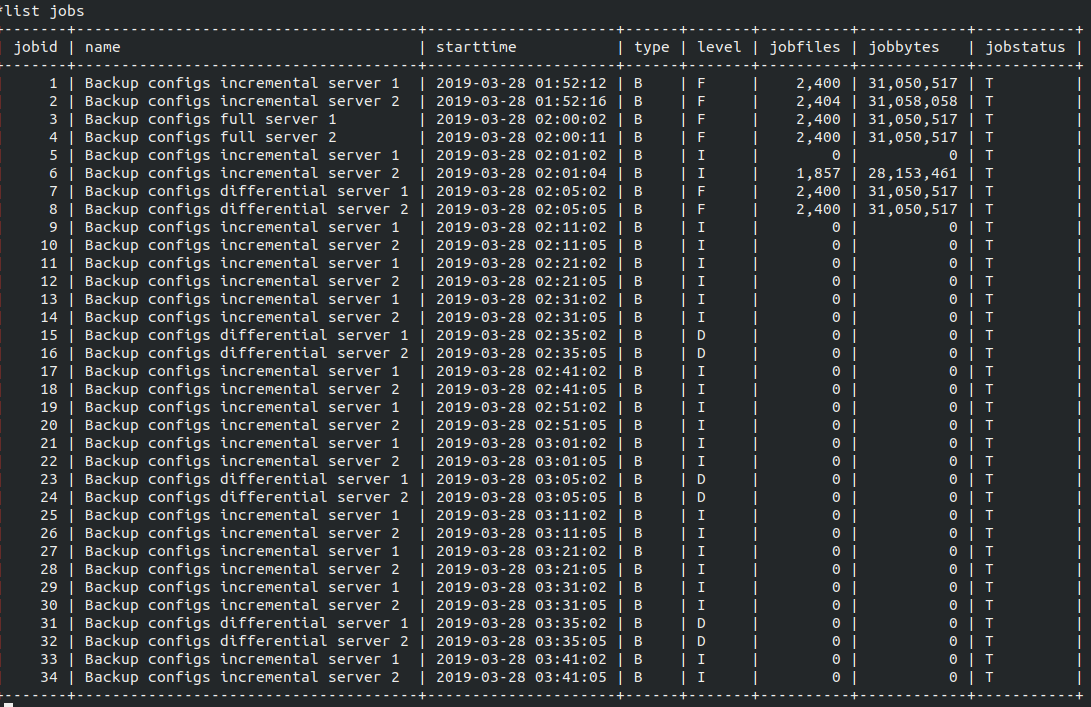 *list jobs
-------+--------------------------------------+---------------------+------+-------+----------+------------+-----------+
 jobid | name                                 | starttime           | type | level | jobfiles | jobbytes   | jobstatus |
-------+--------------------------------------+---------------------+------+-------+----------+------------+-----------+
     1 | Backup configs incremental server 1  | 2019-03-28 01:52:12 | B    | F     |    2,400 | 31,050,517 | T         |
     2 | Backup configs incremental server 2  | 2019-03-28 01:52:16 | B    | F     |    2,404 | 31,058,058 | T         |
     3 | Backup configs full server 1         | 2019-03-28 02:00:02 | B    | F     |    2,400 | 31,050,517 | T         |
     4 | Backup configs full server 2         | 2019-03-28 02:00:11 | B    | F     |    2,400 | 31,050,517 | T         |
     5 | Backup configs incremental server 1  | 2019-03-28 02:01:02 | B    | I     |        0 |          0 | T         |
     6 | Backup configs incremental server 2  | 2019-03-28 02:01:04 | B    | I     |    1,857 | 28,153,461 | T         |
     7 | Backup configs differential server 1 | 2019-03-28 02:05:02 | B    | F     |    2,400 | 31,050,517 | T         |
     8 | Backup configs differential server 2 | 2019-03-28 02:05:05 | B    | F     |    2,400 | 31,050,517 | T         |
     9 | Backup configs incremental server 1  | 2019-03-28 02:11:02 | B    | I     |        0 |          0 | T         |
    10 | Backup configs incremental server 2  | 2019-03-28 02:11:05 | B    | I     |        0 |          0 | T         |
    11 | Backup configs incremental server 1  | 2019-03-28 02:21:02 | B    | I     |        0 |          0 | T         |
    12 | Backup configs incremental server 2  | 2019-03-28 02:21:05 | B    | I     |        0 |          0 | T         |
    13 | Backup configs incremental server 1  | 2019-03-28 02:31:02 | B    | I     |        0 |          0 | T         |
    14 | Backup configs incremental server 2  | 2019-03-28 02:31:05 | B    | I     |        0 |          0 | T         |
    15 | Backup configs differential server 1 | 2019-03-28 02:35:02 | B    | D     |        0 |          0 | T         |
    16 | Backup configs differential server 2 | 2019-03-28 02:35:05 | B    | D     |        0 |          0 | T         |
    17 | Backup configs incremental server 1  | 2019-03-28 02:41:02 | B    | I     |        0 |          0 | T         |
    18 | Backup configs incremental server 2  | 2019-03-28 02:41:05 | B    | I     |        0 |          0 | T         |
    19 | Backup configs incremental server 1  | 2019-03-28 02:51:02 | B    | I     |        0 |          0 | T         |
    20 | Backup configs incremental server 2  | 2019-03-28 02:51:05 | B    | I     |        0 |          0 | T         |
    21 | Backup configs incremental server 1  | 2019-03-28 03:01:02 | B    | I     |        0 |          0 | T         |
    22 | Backup configs incremental server 2  | 2019-03-28 03:01:05 | B    | I     |        0 |          0 | T         |
    23 | Backup configs differential server 1 | 2019-03-28 03:05:02 | B    | D     |        0 |          0 | T         |
    24 | Backup configs differential server 2 | 2019-03-28 03:05:05 | B    | D     |        0 |          0 | T         |
    25 | Backup configs incremental server 1  | 2019-03-28 03:11:02 | B    | I     |        0 |          0 | T         |
    26 | Backup configs incremental server 2  | 2019-03-28 03:11:05 | B    | I     |        0 |          0 | T         |
    27 | Backup configs incremental server 1  | 2019-03-28 03:21:02 | B    | I     |        0 |          0 | T         |
    28 | Backup configs incremental server 2  | 2019-03-28 03:21:05 | B    | I     |        0 |          0 | T         |
    29 | Backup configs incremental server 1  | 2019-03-28 03:31:02 | B    | I     |        0 |          0 | T         |
    30 | Backup configs incremental server 2  | 2019-03-28 03:31:05 | B    | I     |        0 |          0 | T         |
    31 | Backup configs differential server 1 | 2019-03-28 03:35:02 | B    | D     |        0 |          0 | T         |
    32 | Backup configs differential server 2 | 2019-03-28 03:35:05 | B    | D     |        0 |          0 | T         |
    33 | Backup configs incremental server 1  | 2019-03-28 03:41:02 | B    | I     |        0 |          0 | T         |
    34 | Backup configs incremental server 2  | 2019-03-28 03:41:05 | B    | I     |        0 |          0 | T         |
-------+--------------------------------------+---------------------+------+-------+----------+------------+-----------+